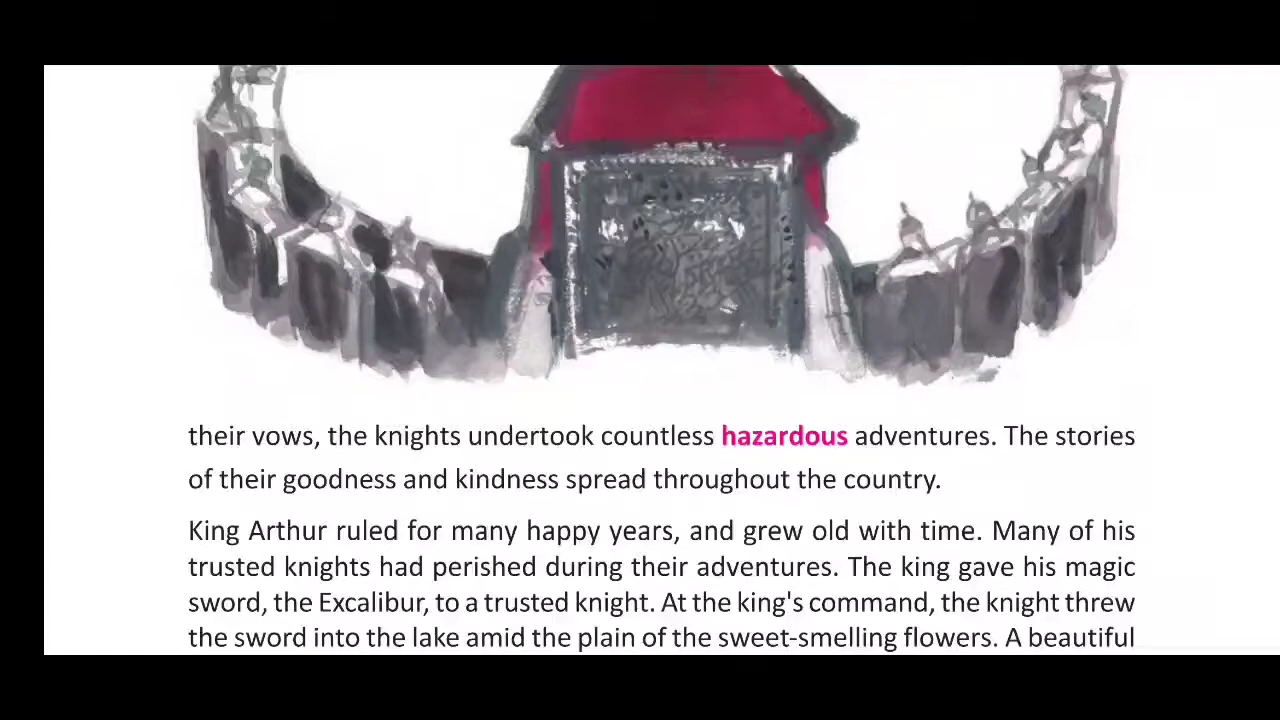 their vows, the knights undertook countless hazardous adventures. The stories
of their goodness and kindness spread throughout the country.
King Arthur ruled for many happy years, and grew old with time. Many of his
trusted knights had perished during their adventures. The king gave his magic
sword, the Excalibur, to a trusted knight. At the king's command, the knight threw
the sword into the lake amid the plain of the sweet-smelling flowers. A beautiful